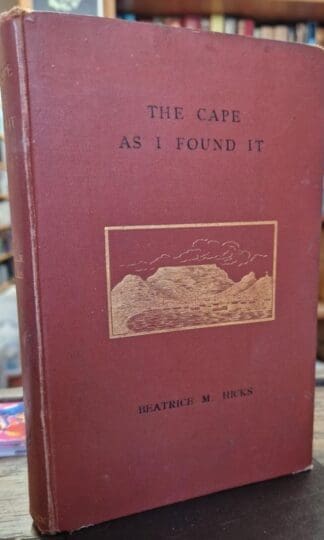 THE CAPE
AS I FOUND IT
BEATRICE M. HICKS